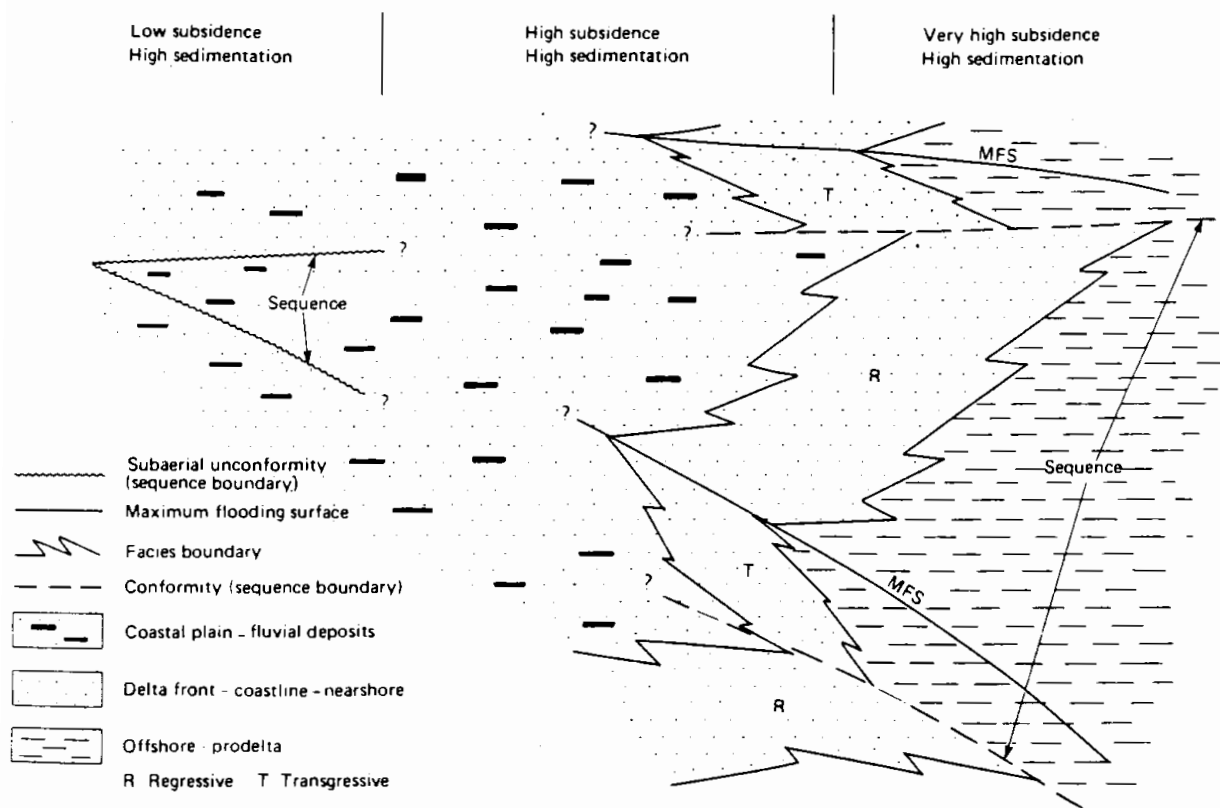 Low subsidence
High sedimentation
High subsidence
High sedimentation
Very high subsidence
High sedimentation
?
MFS
T
?
?
Sequence
R
?
?
Sequence
Subaerial unconformity
(sequence boundary)
Maximum flooding surface
Facies boundary
MFS
T
?
Conformity (sequence boundary)
Coastal plain – fluvial deposits
Delta front – coastline – nearshore
R
Offshore – prodelta
R Regressive T Transgressive